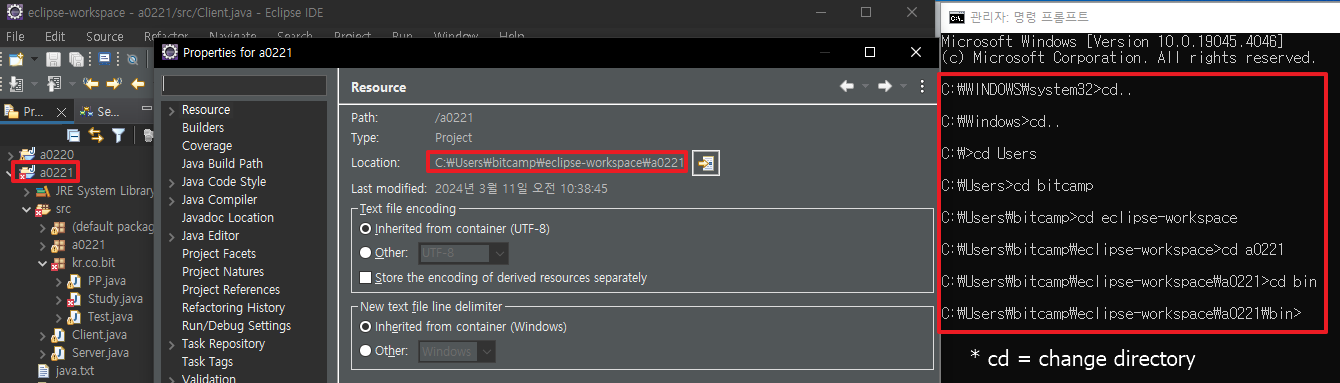 eclipse-workspace - a0221/src/Client.java - Eclipse IDE
File Edit Source Refactor Navigate Search Project Run Window Help
Pr...
Se...
a0220
a0221
JRE System Library
src
(default packag
a0221
kr.co.bit
PP.java
Study.java
Test.java
Client.java
Server.java
java.txt
Properties for a0221
Resource
Builders
Coverage
Java Build Path
Java Code Style
Java Compiler
Javadoc Location
Java Editor
Project Facets
Project Natures
Project References
Refactoring History
Run/Debug Settings
Task Repository
Task Tags
Validation
Resource
Path: /a0221
Type: Project
Location: C:₩Users₩bitcamp₩eclipse-workspace₩a0221
Last modified: 2024년 3월 11일 오전 10:38:45
Text file encoding
Inherited from container (UTF-8)
Other: UTF-8
Store the encoding of derived resources separately
New text file line delimiter
Inherited from container (Windows)
Other: Windows
관리자: 명령 프롬프트
Microsoft Windows [Version 10.0.19045.4046]
(c) Microsoft Corporation. All rights reserved.
C:₩WINDOWS₩system32>cd..
C:₩Windows>cd..
C:₩>cd Users
C:₩Users>cd bitcamp
C:₩Users₩bitcamp>cd eclipse-workspace
C:₩Users₩bitcamp₩eclipse-workspace>cd a0221
C:₩Users₩bitcamp₩eclipse-workspace₩a0221>cd bin
C:₩Users₩bitcamp₩eclipse-workspace₩a0221₩bin>
* cd = change directory